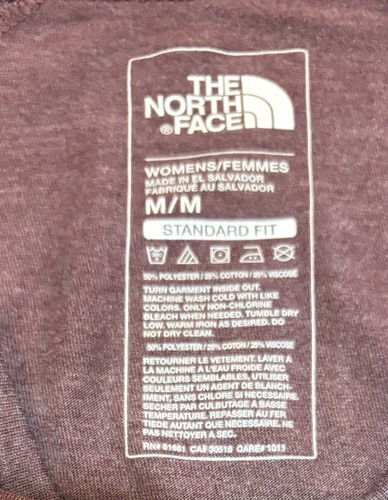 THE
NORTH
®FACE
WOMENS/FEMMES
MADE IN EL SALVADOR
FABRIQUÉ AU SALVADOR
M/M
STANDARD FIT
50% POLYESTER / 25% COTTON / 25% VISCOSE
TURN GARMENT INSIDE OUT.
MACHINE WASH COLD WITH LIKE
COLORS. ONLY NON-CHLORINE
BLEACH WHEN NEEDED. TUMBLE DRY
LOW. WARM IRON AS DESIRED. DO
NOT DRY CLEAN.
50% POLYESTER / 25% COTON / 25% VISCOSE
RETOURNER LE VETEMENT. LAVER A
LA MACHINE A L'EAU FROIDE AVEC
COULEURS SEMBLABLES, UTILISER
SEULEMENT UN AGENT DE BLANCH-
IMENT, SANS CHLORE SI NECESSAIRE.
SECHER PAR CULBUTAGE A BASSE
TEMPERATURE. REPASSER AU FER
TIEDE AUTANT QUE NECESSAIRE. NE
PAS NETTOYER A SEC.
RN# 61661 CA# 30516 CARE# 1011